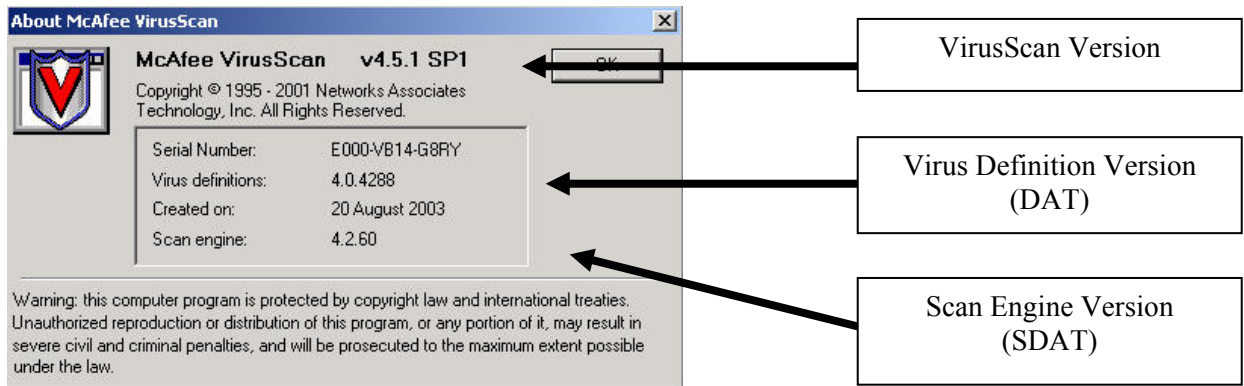 About McAfee VirusScan
McAfee VirusScan v4.5.1 SP1
OK
Copyright © 1995 - 2001 Networks Associates
Technology, Inc. All Rights Reserved.
Serial Number: E000-VB14-G8RY
Virus definitions: 4.0.4288
Created on: 20 August 2003
Scan engine: 4.2.60
Warning: this computer program is protected by copyright law and international treaties.
Unauthorized reproduction or distribution of this program, or any portion of it, may result in
severe civil and criminal penalties, and will be prosecuted to the maximum extent possible
under the law.
VirusScan Version
Virus Definition Version
(DAT)
Scan Engine Version
(SDAT)